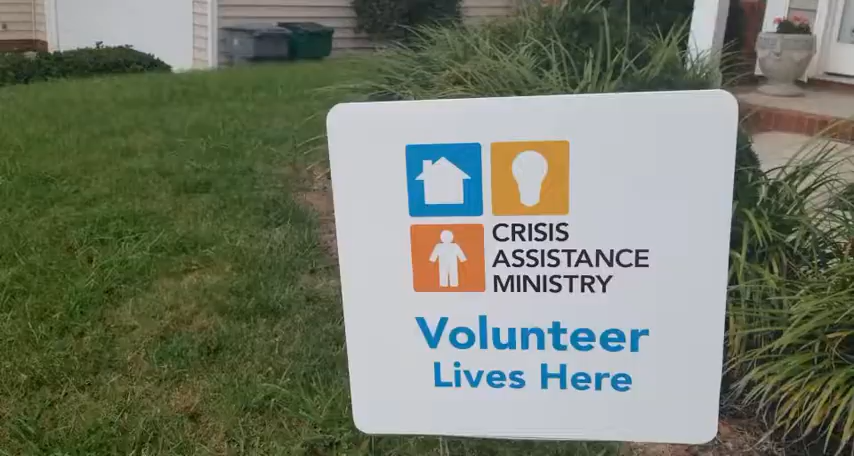 CRISIS
ASSISTANCE
MINISTRY
Volunteer
Lives Here